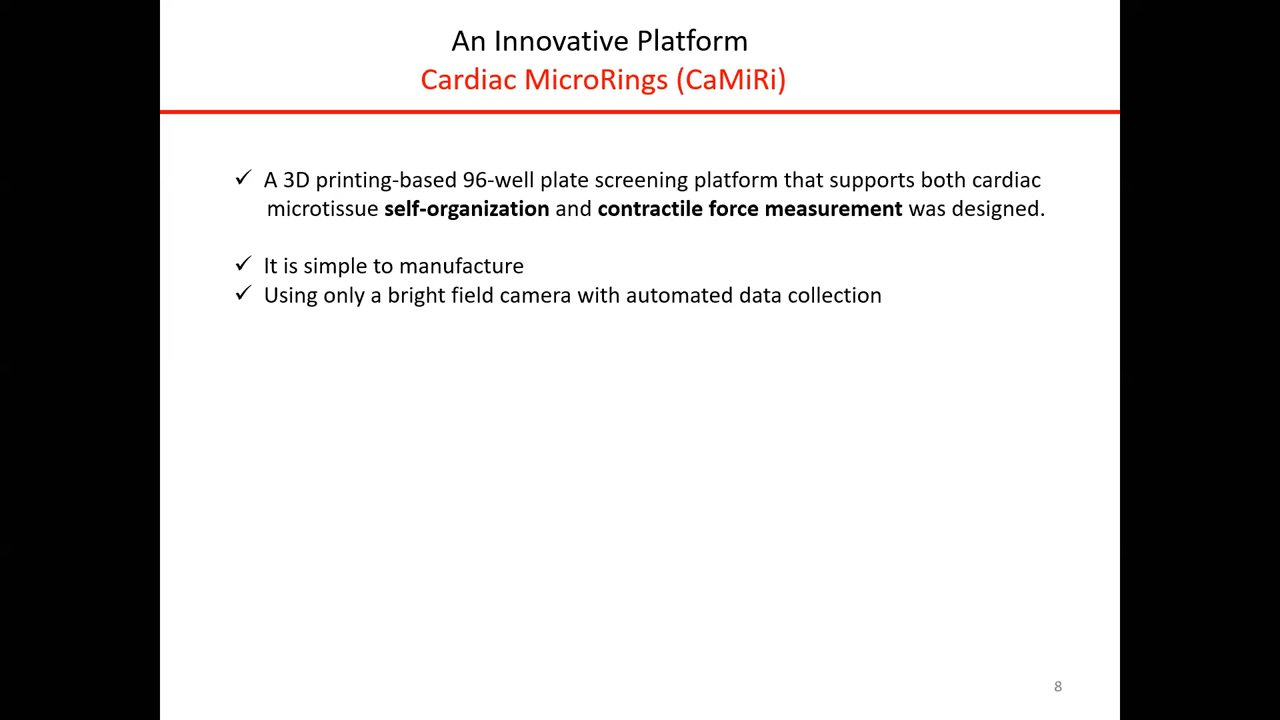 An Innovative Platform
Cardiac MicroRings (CaMiRi)
✓ A 3D printing-based 96-well plate screening platform that supports both cardiac
microtissue self-organization and contractile force measurement was designed.
✓ It is simple to manufacture
✓ Using only a bright field camera with automated data collection
8